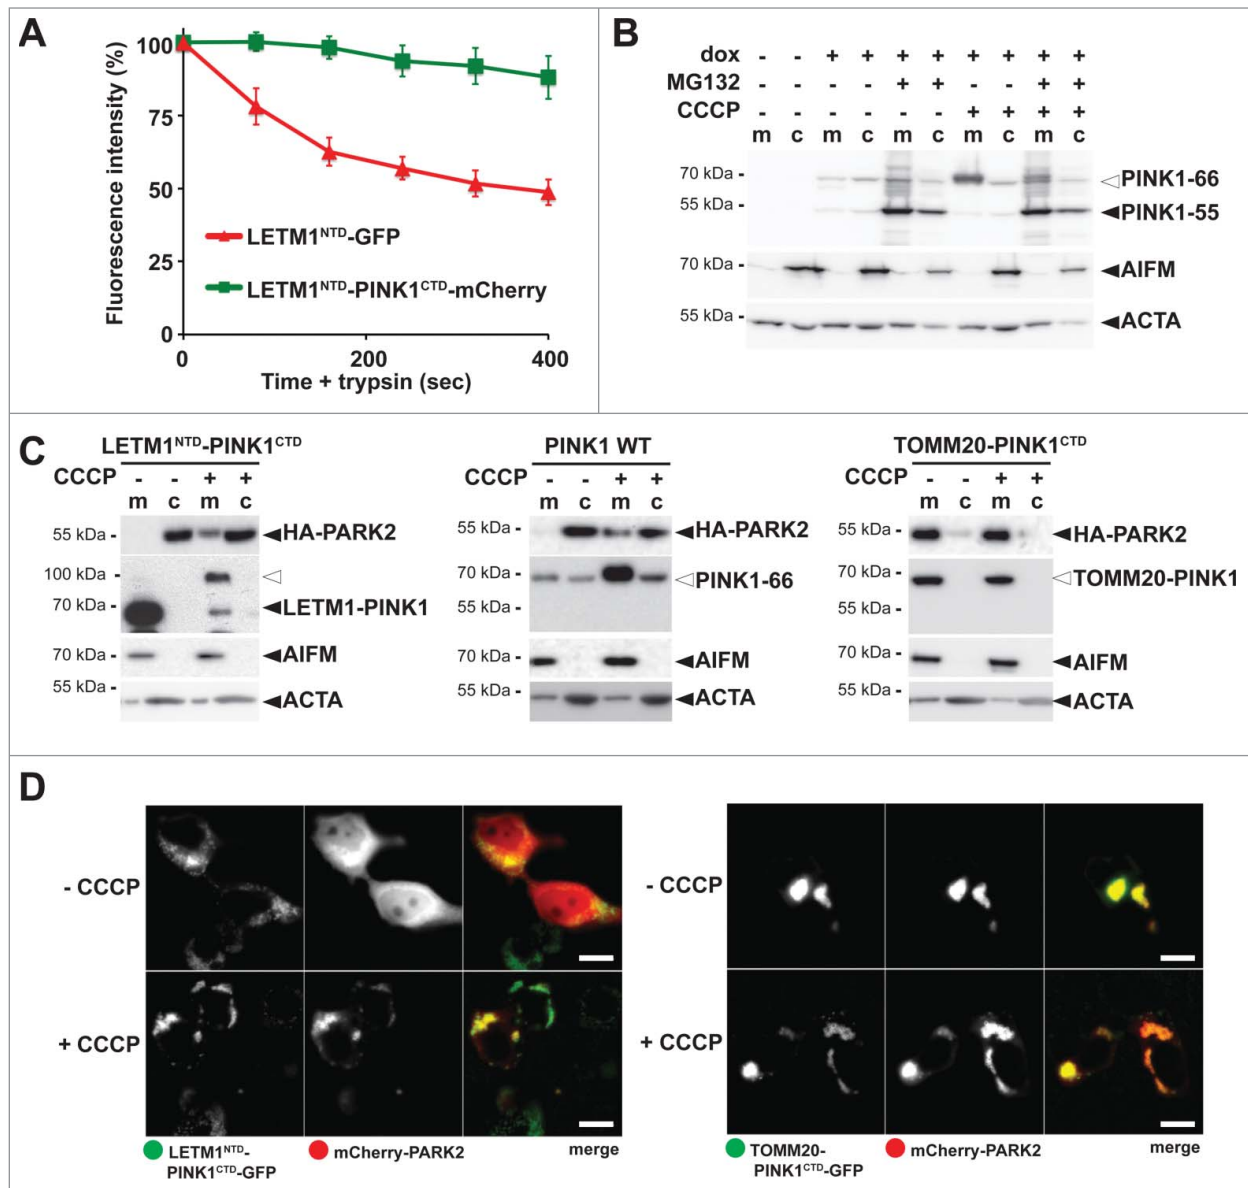 A
Fluorescence intensity (%)
100
75
50
25
0
0 200 400
Time + trypsin (sec)
LETM1NTD-GFP
LETM1NTD-PINK1CTD-mCherry
B
dox - - + + + + + + + +
MG132 - - - - + + - - + +
CCCP - - - - - - + + + +
m c m c m c m c m c
70 kDa - PINK1-66
55 kDa - PINK1-55
70 kDa - AIFM
55 kDa - ACTA
C
LETM1NTD-PINK1CTD
CCCP - - + +
m c m c
55 kDa - HA-PARK2
100 kDa -
70 kDa - LETM1-PINK1
70 kDa - AIFM
55 kDa - ACTA
PINK1 WT
CCCP - - + +
m c m c
55 kDa - HA-PARK2
70 kDa - PINK1-66
55 kDa -
70 kDa - AIFM
55 kDa - ACTA
TOMM20-PINK1CTD
CCCP - - + +
m c m c
55 kDa - HA-PARK2
70 kDa - TOMM20-PINK1
55 kDa -
70 kDa - AIFM
55 kDa - ACTA
D
- CCCP
+ CCCP
LETM1NTD-
PINK1CTD-GFP
mCherry-PARK2
merge
- CCCP
+ CCCP
TOMM20-
PINK1CTD-GFP
mCherry-PARK2
merge